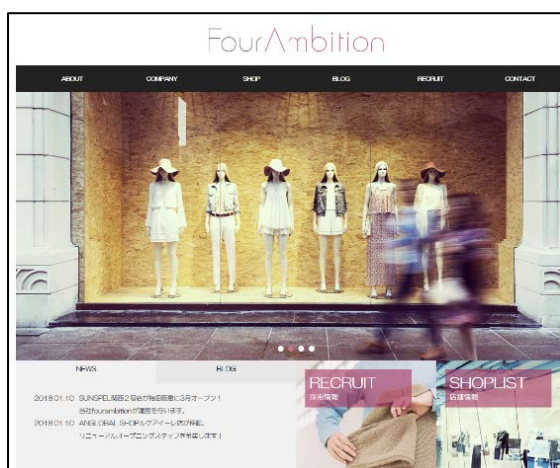 FourAmbition
ABOUT
COMPANY
SHOP
BLOG
RECRUIT
CONTACT
NEWS
BLOG
2018.01.10 SUNSPEL関西2号店が梅田阪急に3月オープン！
当社fourambitionが運営を行います。
2018.01.10 ANGLOBAL SHOPルクアイーレ店が移転。
リニューアルオープニングスタッフを募集します！
RECRUIT
採用情報
SHOPLIST
店舗情報